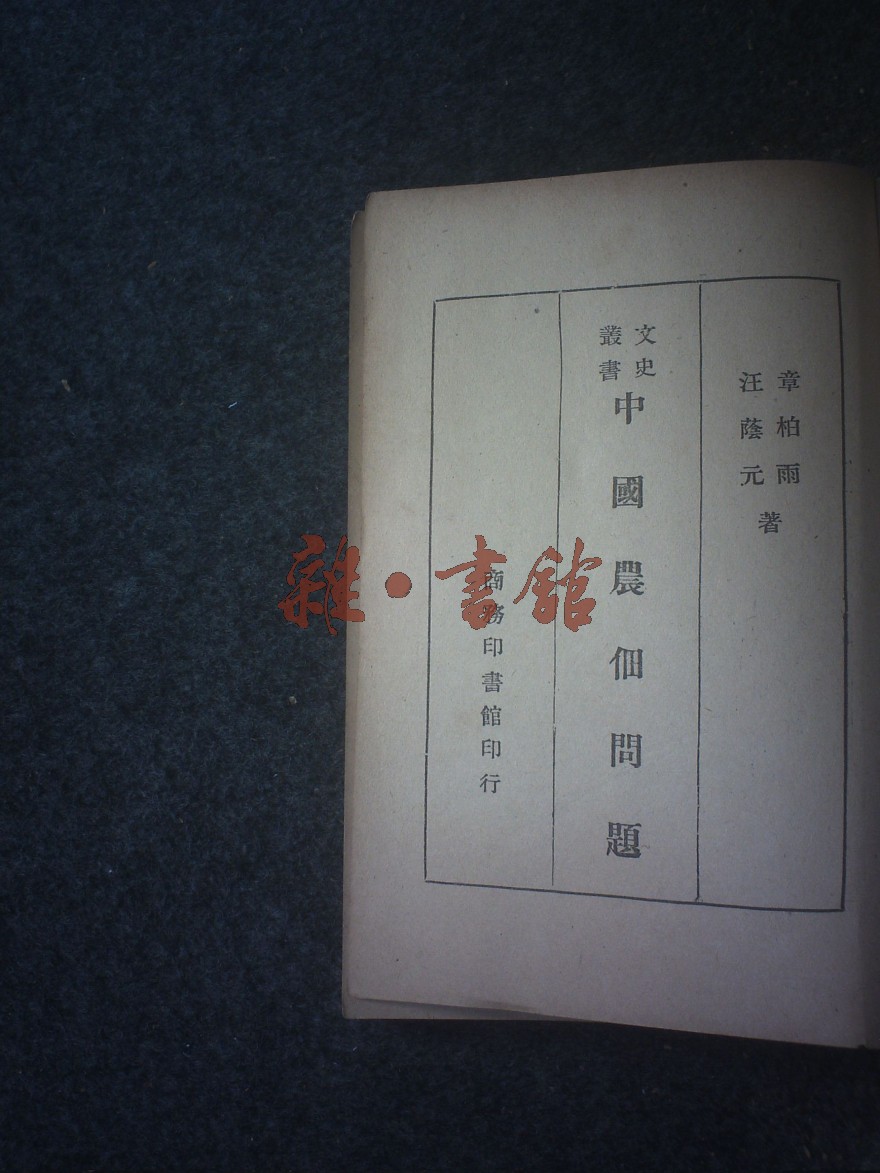 章柏雨
汪蔭元
著
文史
叢書
中國農佃問題
商務印書館印行
雜·書館